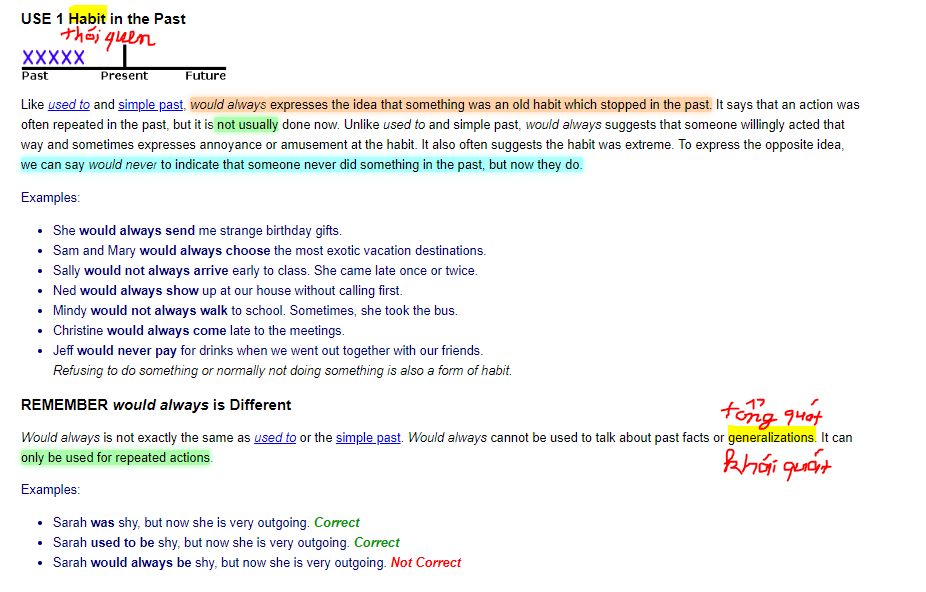 USE 1 Habit in the Past
thói quen
XXXXX
Past Present Future
Like used to and simple past, would always expresses the idea that something was an old habit which stopped in the past. It says that an action was
often repeated in the past, but it is not usually done now. Unlike used to and simple past, would always suggests that someone willingly acted that
way and sometimes expresses annoyance or amusement at the habit. It also often suggests the habit was extreme. To express the opposite idea,
we can say would never to indicate that someone never did something in the past, but now they do.
Examples:
• She would always send me strange birthday gifts.
• Sam and Mary would always choose the most exotic vacation destinations.
• Sally would not always arrive early to class. She came late once or twice.
• Ned would always show up at our house without calling first.
• Mindy would not always walk to school. Sometimes, she took the bus.
• Christine would always come late to the meetings.
• Jeff would never pay for drinks when we went out together with our friends.
Refusing to do something or normally not doing something is also a form of habit.
REMEMBER would always is Different
tổng quát
Would always is not exactly the same as used to or the simple past. Would always cannot be used to talk about past facts or generalizations. It can
only be used for repeated actions.
khái quát
Examples:
• Sarah was shy, but now she is very outgoing. Correct
• Sarah used to be shy, but now she is very outgoing. Correct
• Sarah would always be shy, but now she is very outgoing. Not Correct